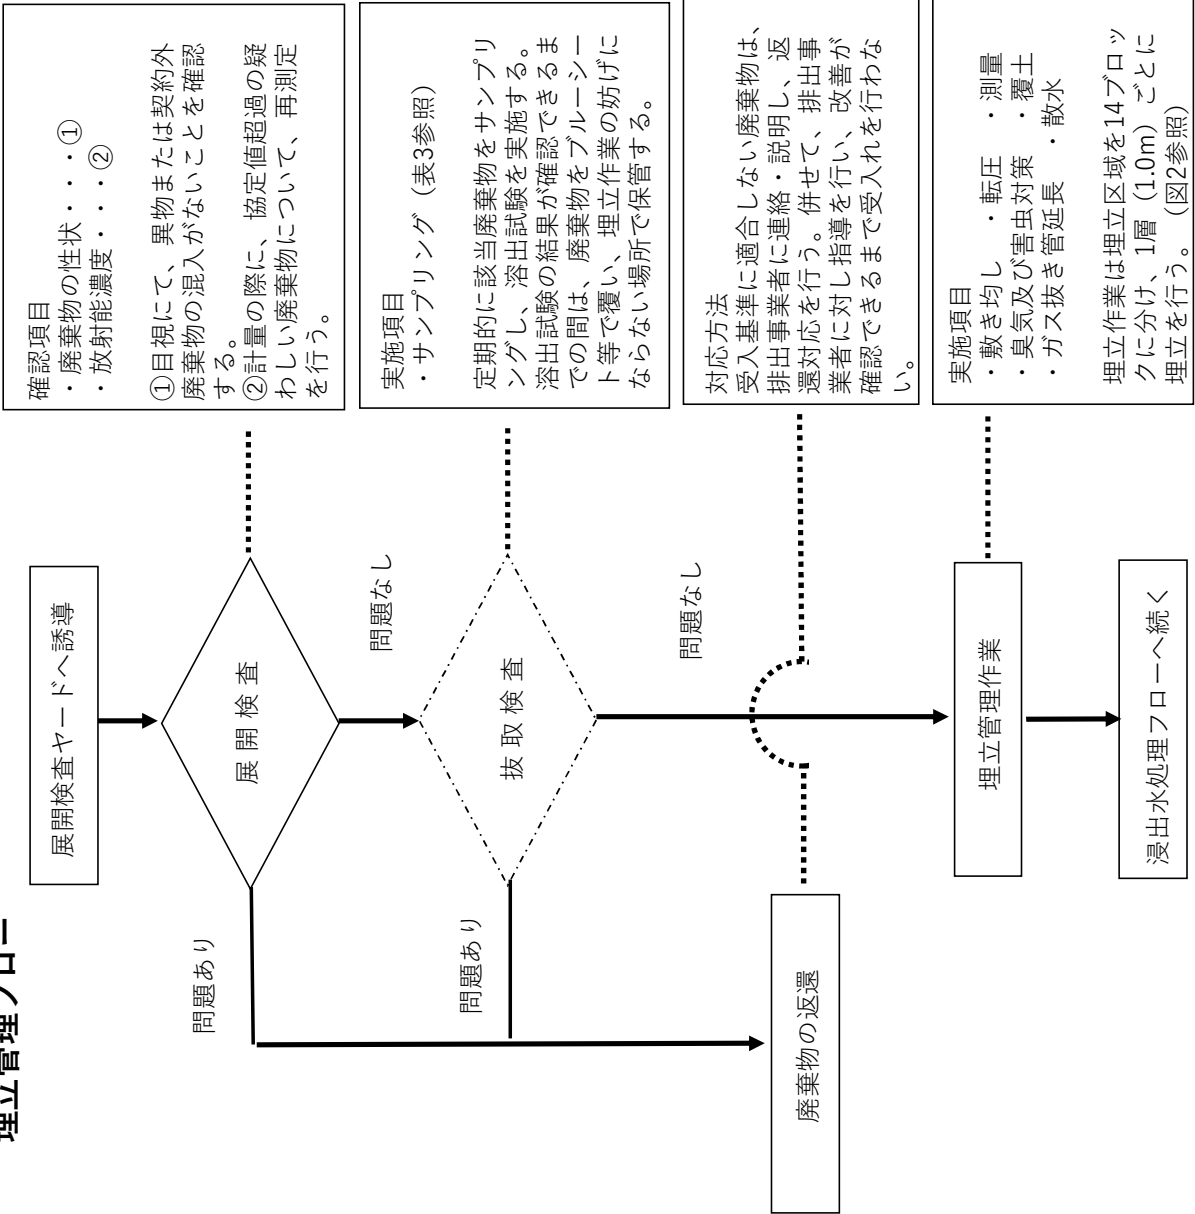 埋立管理フロー
展開検査ヤードへ誘導
展開検査
問題なし
問題あり
抜取検査
問題なし
問題あり
廃棄物の返還
埋立管理作業
浸出水処理フローへ続く
確認項目
・廃棄物の性状・・・①
・放射能濃度・・・②
①目視にて、異物または契約外
廃棄物の混入がないことを確認
する。
②計量の際に、協定値超過の疑
わしい廃棄物について、再測定
を行う。
実施項目
・サンプリング（表3参照）
定期的に該当廃棄物をサンプリ
ングし、溶出試験を実施する。
溶出試験の結果が確認できるま
での間は、廃棄物をブルーシー
ト等で覆い、埋立作業の妨げに
ならない場所で保管する。
対応方法
受入基準に適合しない廃棄物は、
排出事業者に連絡・説明し、返
還対応を行う。併せて、排出事
業者に対し指導を行い、改善が
確認できるまで受入れを行わな
い。
実施項目
・敷き均し ・転圧 ・測量
・臭気及び害虫対策 ・覆土
・ガス抜き管延長 ・散水
埋立作業は埋立区域を14ブロッ
クに分け、1層（1.0m）ごとに
埋立を行う。（図2参照）